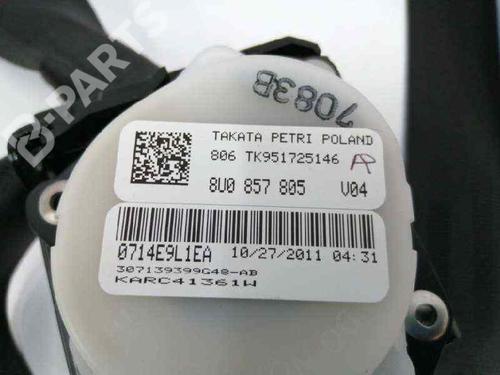 B-PARTS
7083B
TAKATA PETRI POLAND
806 TK951725146
8U0 857 805 V04
0714E9L1EA 10/27/2011 04:31
307139399G48-AB
KARC41361W